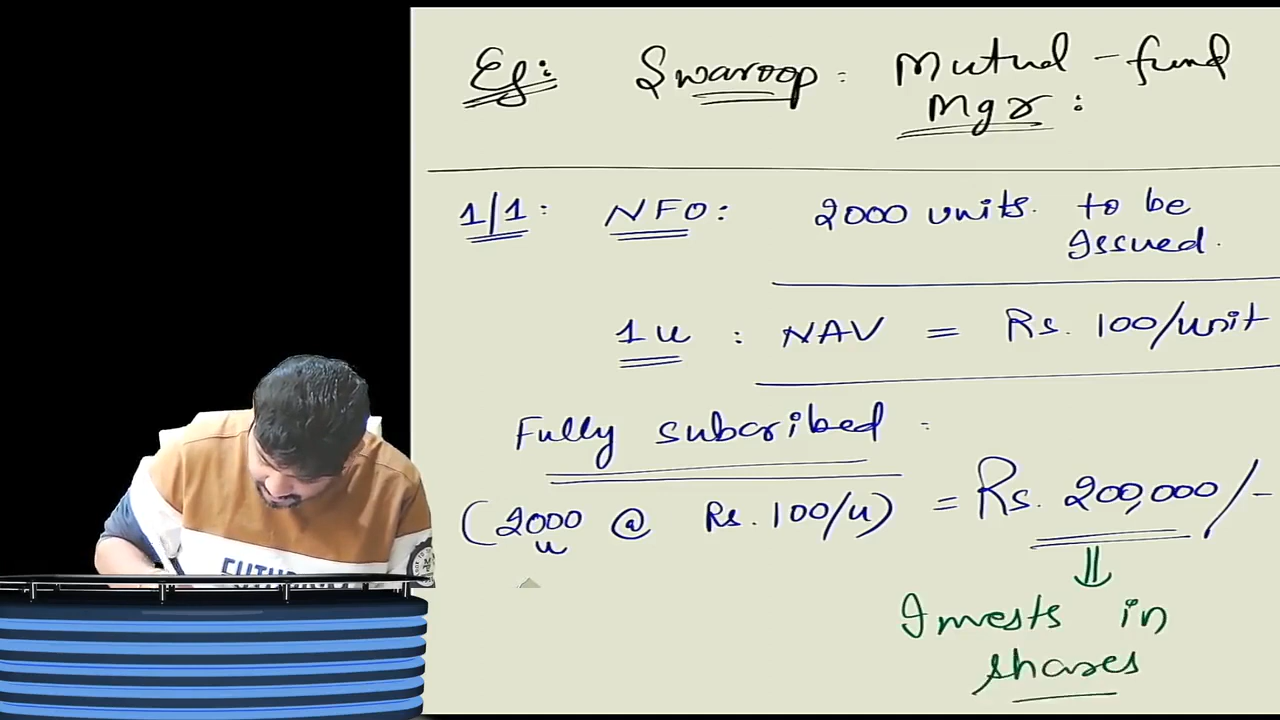 Eg: Swaroop: Mutual-fund
Mgr:
1/1: NFO: 2000 units. to be
Issued.
1u : NAV = Rs. 100/unit
Fully subcribed :
(2000 @ Rs. 100/u) = Rs. 200,000/-
u
⇓
Invests in
shares